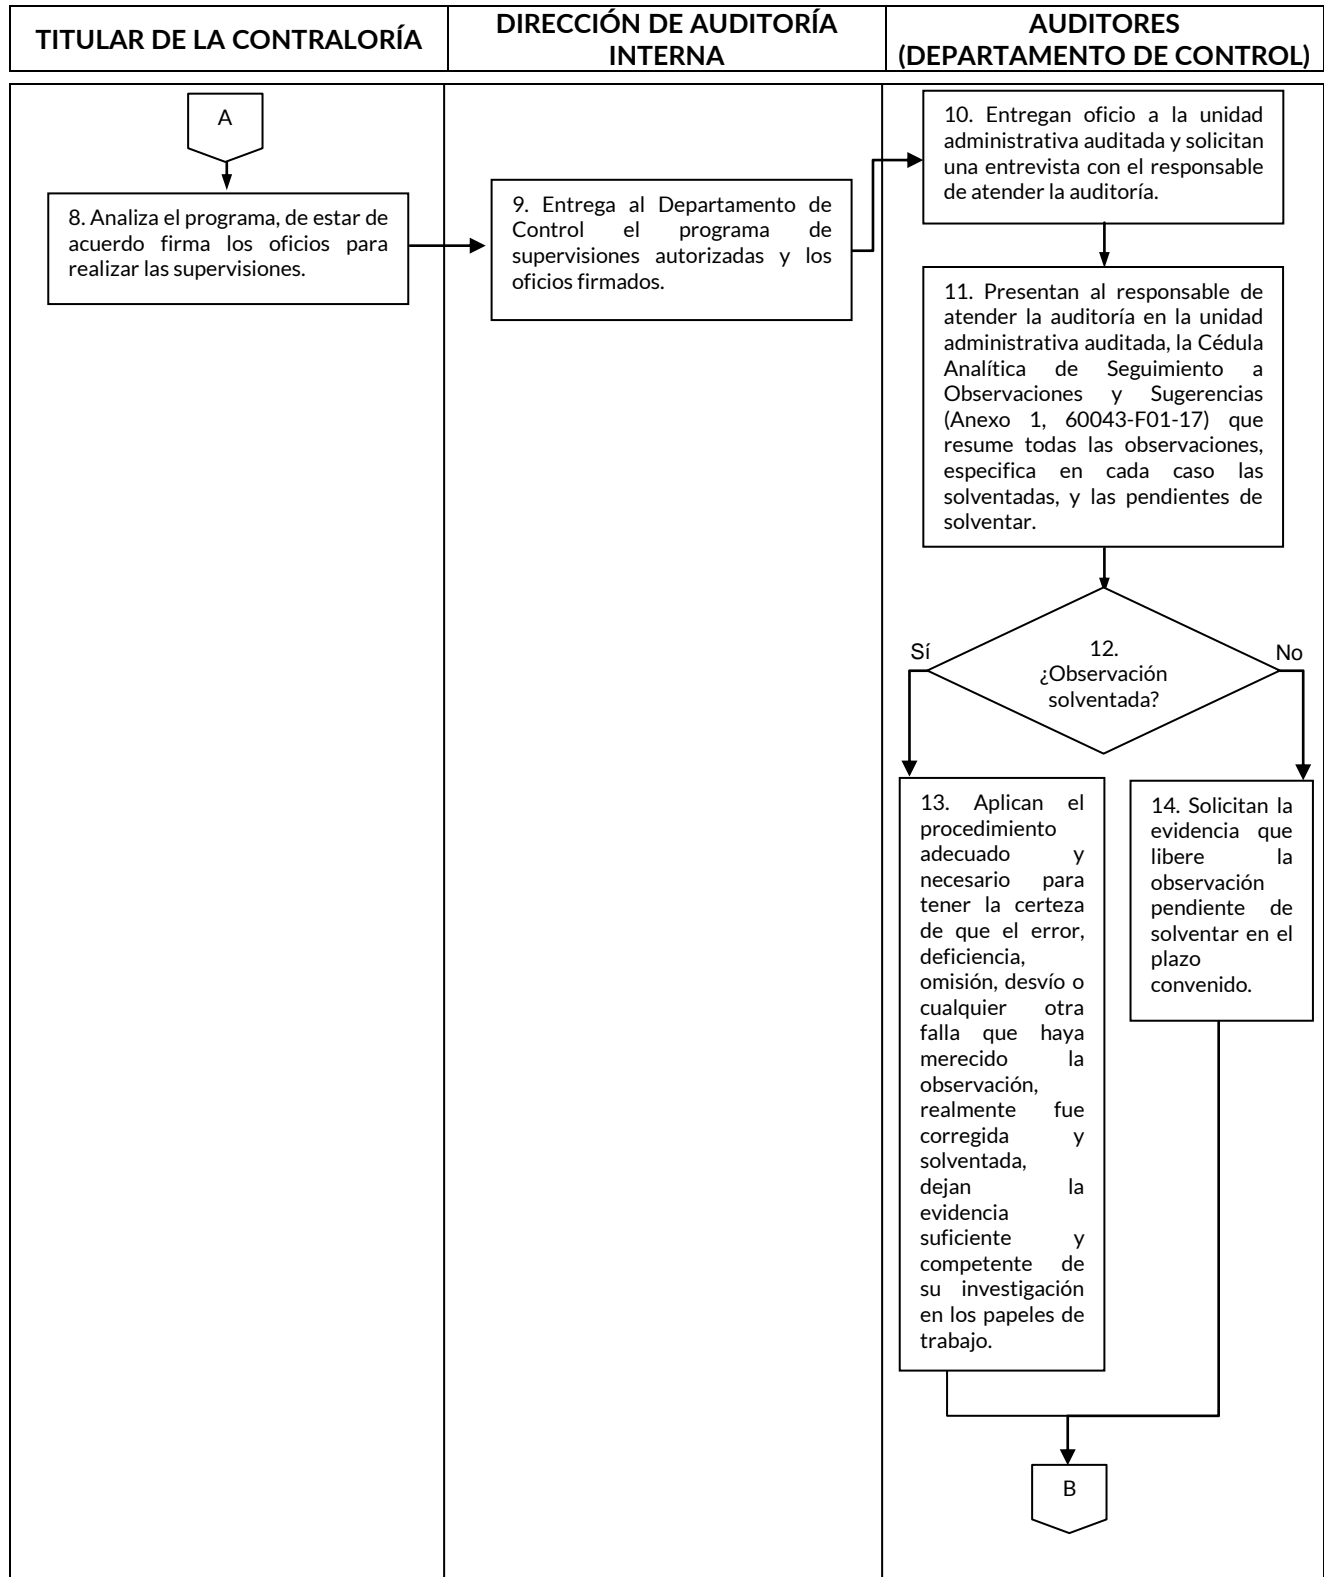 TITULAR DE LA CONTRALORÍA
DIRECCIÓN DE AUDITORÍA
INTERNA
AUDITORES
(DEPARTAMENTO DE CONTROL)
A
8. Analiza el programa, de estar de
acuerdo firma los oficios para
realizar las supervisiones.
9. Entrega al Departamento de
Control el programa de
supervisiones autorizadas y los
oficios firmados.
10. Entregan oficio a la unidad
administrativa auditada y solicitan
una entrevista con el responsable
de atender la auditoría.
11. Presentan al responsable de
atender la auditoría en la unidad
administrativa auditada, la Cédula
Analítica de Seguimiento a
Observaciones y Sugerencias
(Anexo 1, 60043-F01-17) que
resume todas las observaciones,
especifica en cada caso las
solventadas, y las pendientes de
solventar.
Sí
12.
¿Observación
solventada?
No
13. Aplican el
procedimiento
adecuado y
necesario para
tener la certeza
de que el error,
deficiencia,
omisión, desvío o
cualquier otra
falla que haya
merecido la
observación,
realmente fue
corregida y
solventada,
dejan la
evidencia
suficiente y
competente de
su investigación
en los papeles de
trabajo.
14. Solicitan la
evidencia que
libere la
observación
pendiente de
solventar en el
plazo
convenido.
B